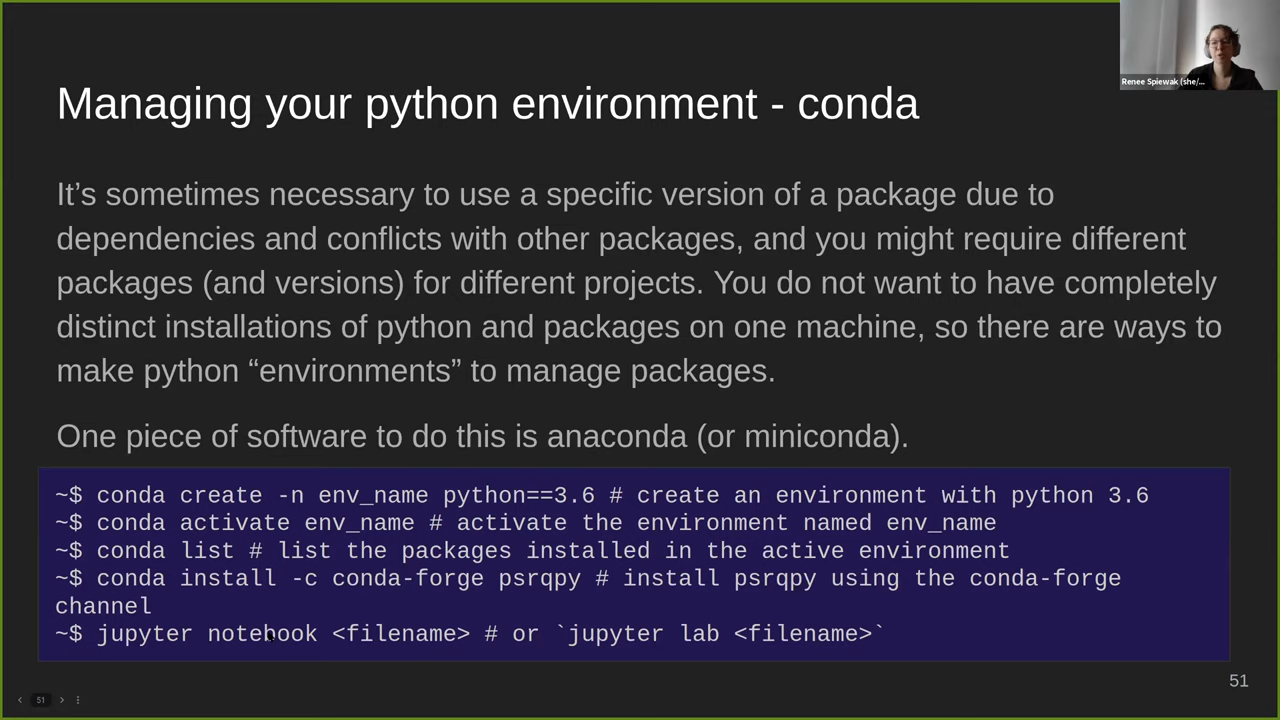 Renee Spiewak (she/...
Managing your python environment - conda
It’s sometimes necessary to use a specific version of a package due to
dependencies and conflicts with other packages, and you might require different
packages (and versions) for different projects. You do not want to have completely
distinct installations of python and packages on one machine, so there are ways to
make python “environments” to manage packages.
One piece of software to do this is anaconda (or miniconda).
~$ conda create -n env_name python==3.6 # create an environment with python 3.6
~$ conda activate env_name # activate the environment named env_name
~$ conda list # list the packages installed in the active environment
~$ conda install -c conda-forge psrqpy # install psrqpy using the conda-forge
channel
~$ jupyter notebook <filename> # or `jupyter lab <filename>`
51
51